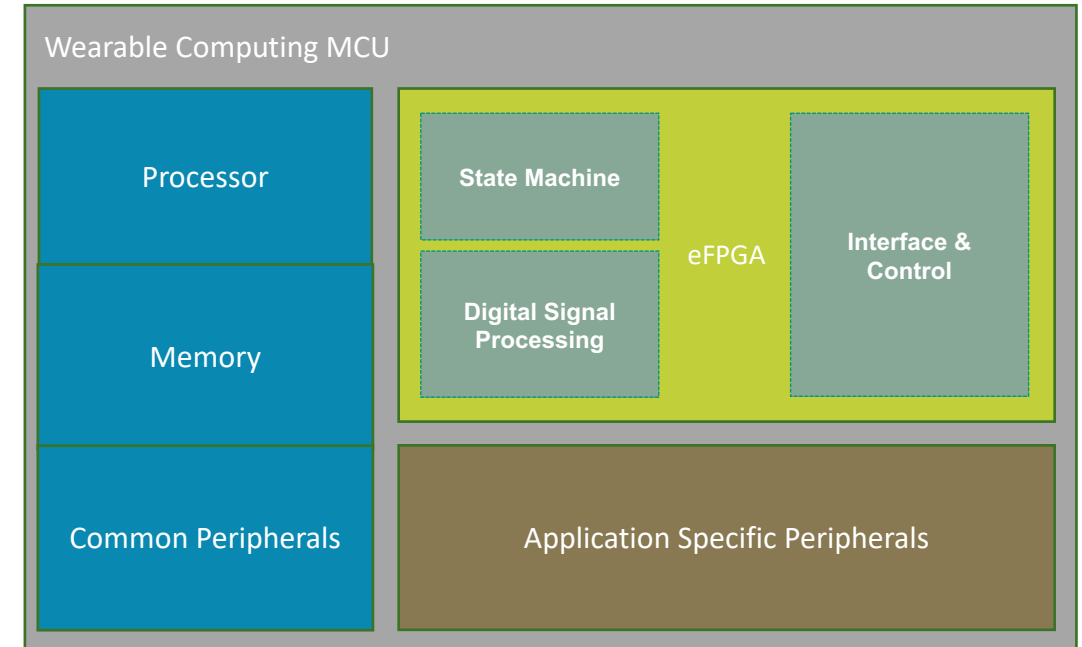 Wearable Computing MCU
Processor
Memory
Common Peripherals
State Machine
Digital Signal
Processing
eFPGA
Interface &
Control
Application Specific Peripherals